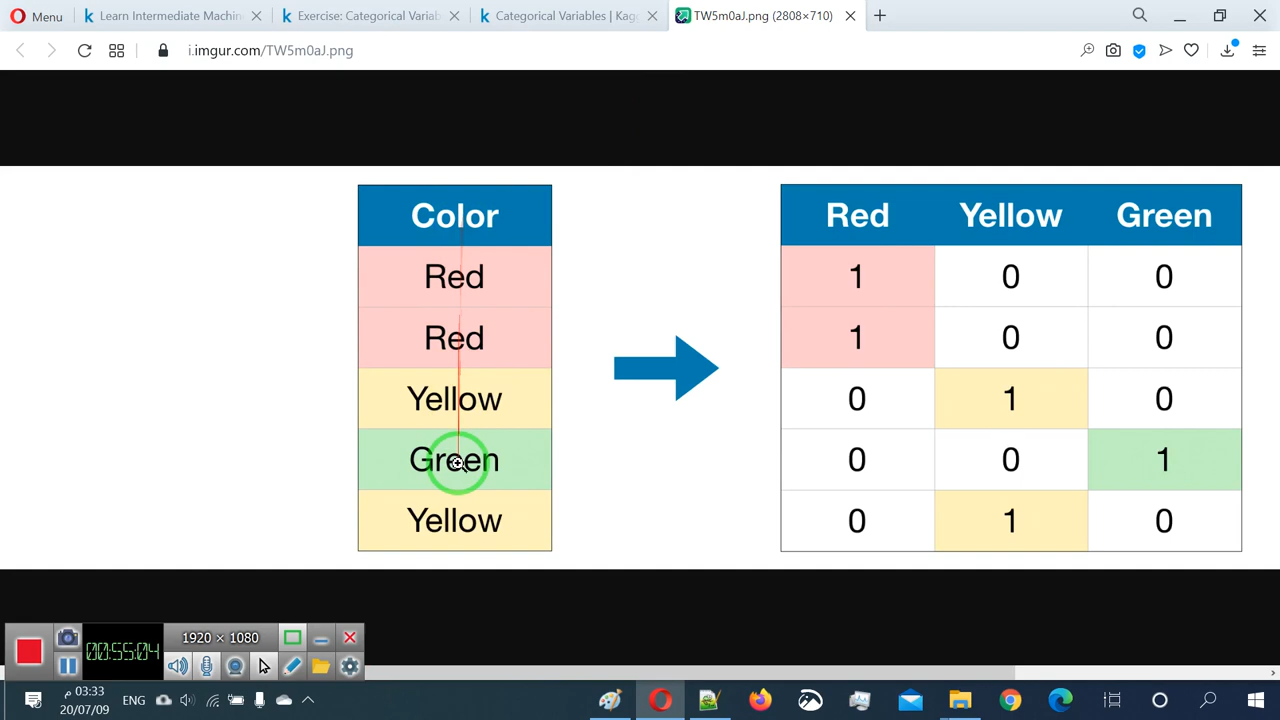 Menu
Learn Intermediate Machin
Exercise: Categorical Variab
Categorical Variables | Kagg
TW5m0aJ.png (2808×710)
i.imgur.com/TW5m0aJ.png
Color
Red
Red
Yellow
Green
Yellow
Red Yellow Green
1 0 0
1 0 0
0 1 0
0 0 1
0 1 0
00:55:04
1920 × 1080
ENG
03:33 م
20/07/09